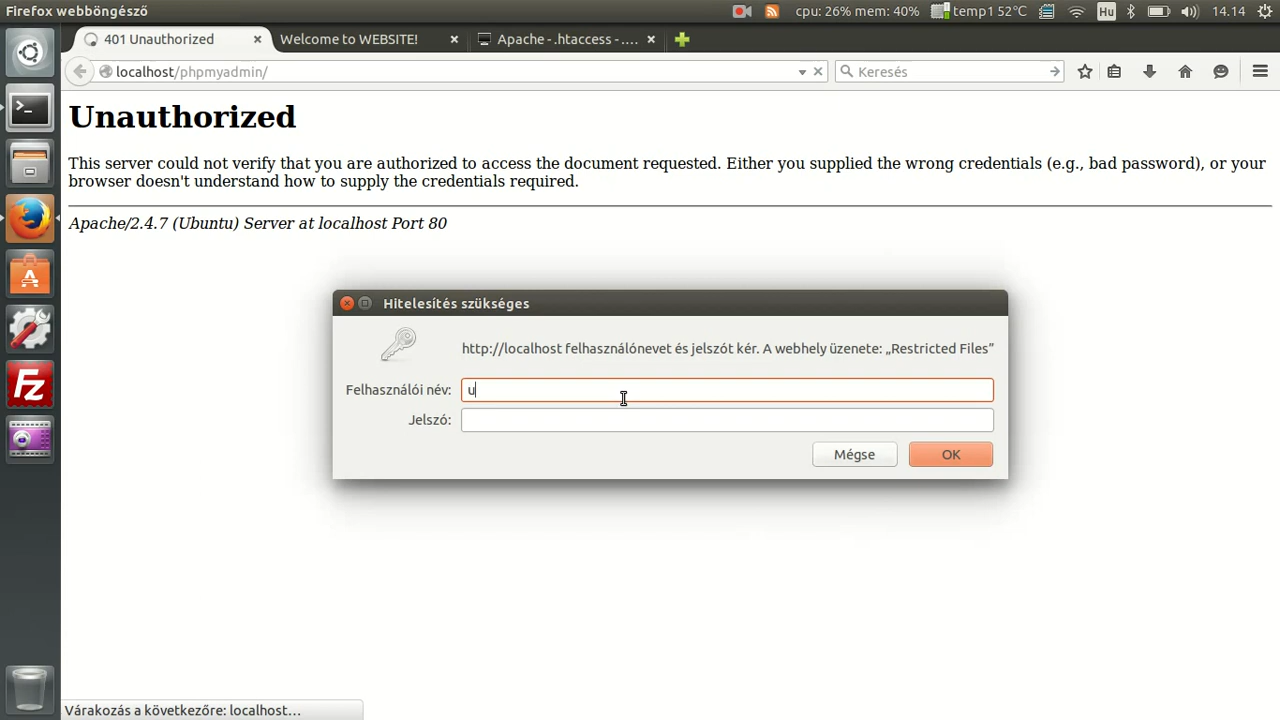 Firefox webböngésző
cpu: 26% mem: 40%
temp1 52℃
Hu
14.14
401 Unauthorized
Welcome to WEBSITE!
Apache - .htaccess - ....
localhost/phpmyadmin/
Keresés
Unauthorized
This server could not verify that you are authorized to access the document requested. Either you supplied the wrong credentials (e.g., bad password), or your
browser doesn't understand how to supply the credentials required.
Apache/2.4.7 (Ubuntu) Server at localhost Port 80
Hitelesítés szükséges
http://localhost felhasználónevet és jelszót kér. A webhely üzenete: „Restricted Files”
Felhasználói név:
u
Jelszó:
Mégse
OK
Fz
Várakozás a következőre: localhost...